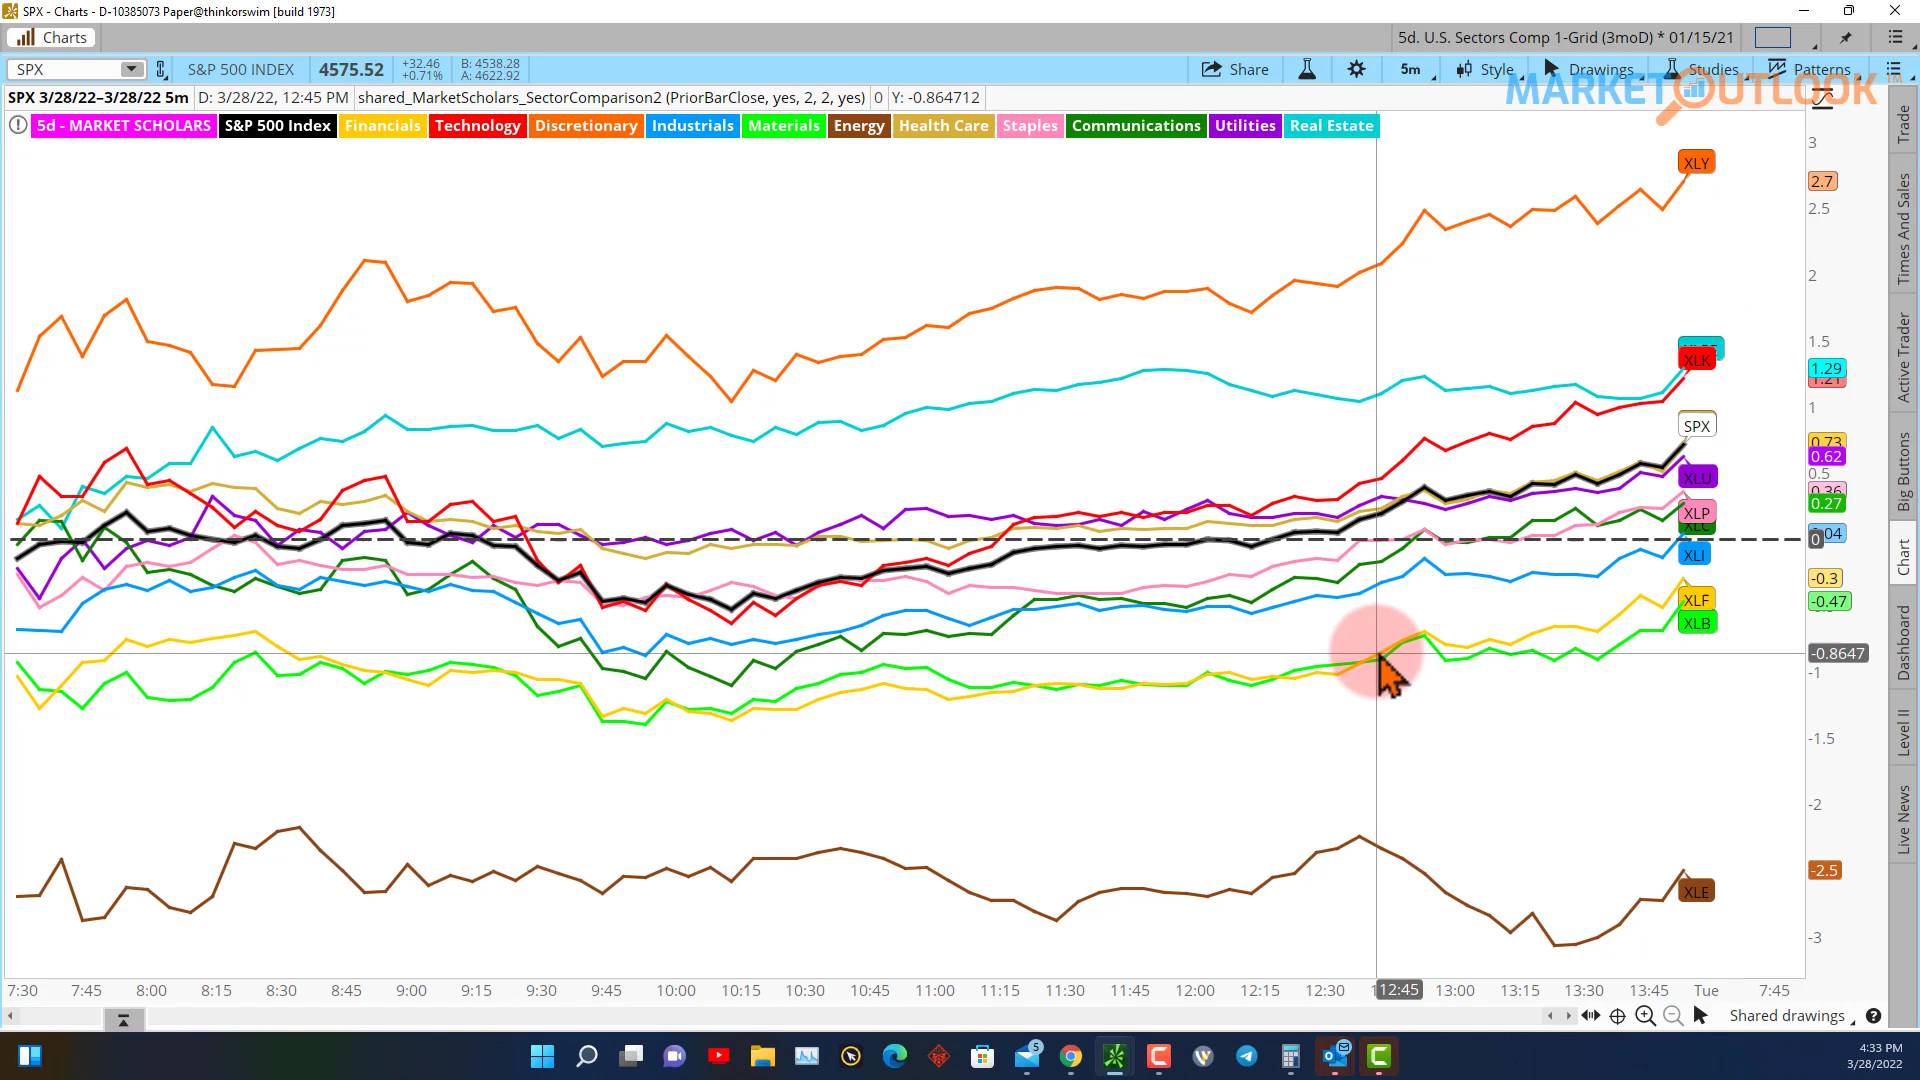 SPX - Charts - D-10385073 Paper@thinkorswim [build 1973]
Charts
5d. U.S. Sectors Comp 1-Grid (3moD) * 01/15/21
SPX
S&P 500 INDEX
4575.52
+32.46
+0.71%
B: 4538.28
A: 4622.92
Share
5m
Style
Drawings
Studies
Patterns
MARKET OUTLOOK
SPX 3/28/22–3/28/22 5m
D: 3/28/22, 12:45 PM
shared_MarketScholars_SectorComparison2 (PriorBarClose, yes, 2, 2, yes)
0
Y: -0.864712
5d - MARKET SCHOLARS
S&P 500 Index
Financials
Technology
Discretionary
Industrials
Materials
Energy
Health Care
Staples
Communications
Utilities
Real Estate
XLY
XLK
SPX
XLU
XLP
XLC
XLI
XLF
XLB
XLE
3
2.7
2.5
2
1.5
1.29
1.21
1
0.73
0.62
0.5
0.36
0.27
04
0
-0.3
-0.47
-0.8647
-1
-1.5
-2
-2.5
-3
7:30
7:45
8:00
8:15
8:30
8:45
9:00
9:15
9:30
9:45
10:00
10:15
10:30
10:45
11:00
11:15
11:30
11:45
12:00
12:15
12:30
12:45
13:00
13:15
13:30
13:45
Tue
7:45
Shared drawings
Trade
Times And Sales
Active Trader
Big Buttons
Chart
Dashboard
Level II
Live News
5
4:33 PM
3/28/2022